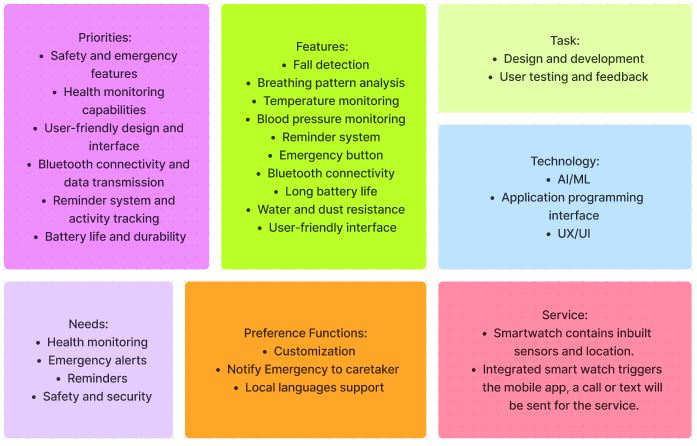 Priorities:
• Safety and emergency
features
• Health monitoring
capabilities
• User-friendly design and
interface
• Bluetooth connectivity and
data transmission
• Reminder system and
activity tracking
• Battery life and durability
Features:
• Fall detection
• Breathing pattern analysis
• Temperature monitoring
• Blood pressure monitoring
• Reminder system
• Emergency button
• Bluetooth connectivity
• Long battery life
• Water and dust resistance
• User-friendly interface
Task:
• Design and development
• User testing and feedback
Technology:
• AI/ML
• Application programming
interface
• UX/UI
Needs:
• Health monitoring
• Emergency alerts
• Reminders
• Safety and security
Preference Functions:
• Customization
• Notify Emergency to caretaker
• Local languages support
Service:
• Smartwatch contains inbuilt
sensors and location.
• Integrated smart watch triggers
the mobile app, a call or text will
be sent for the service.